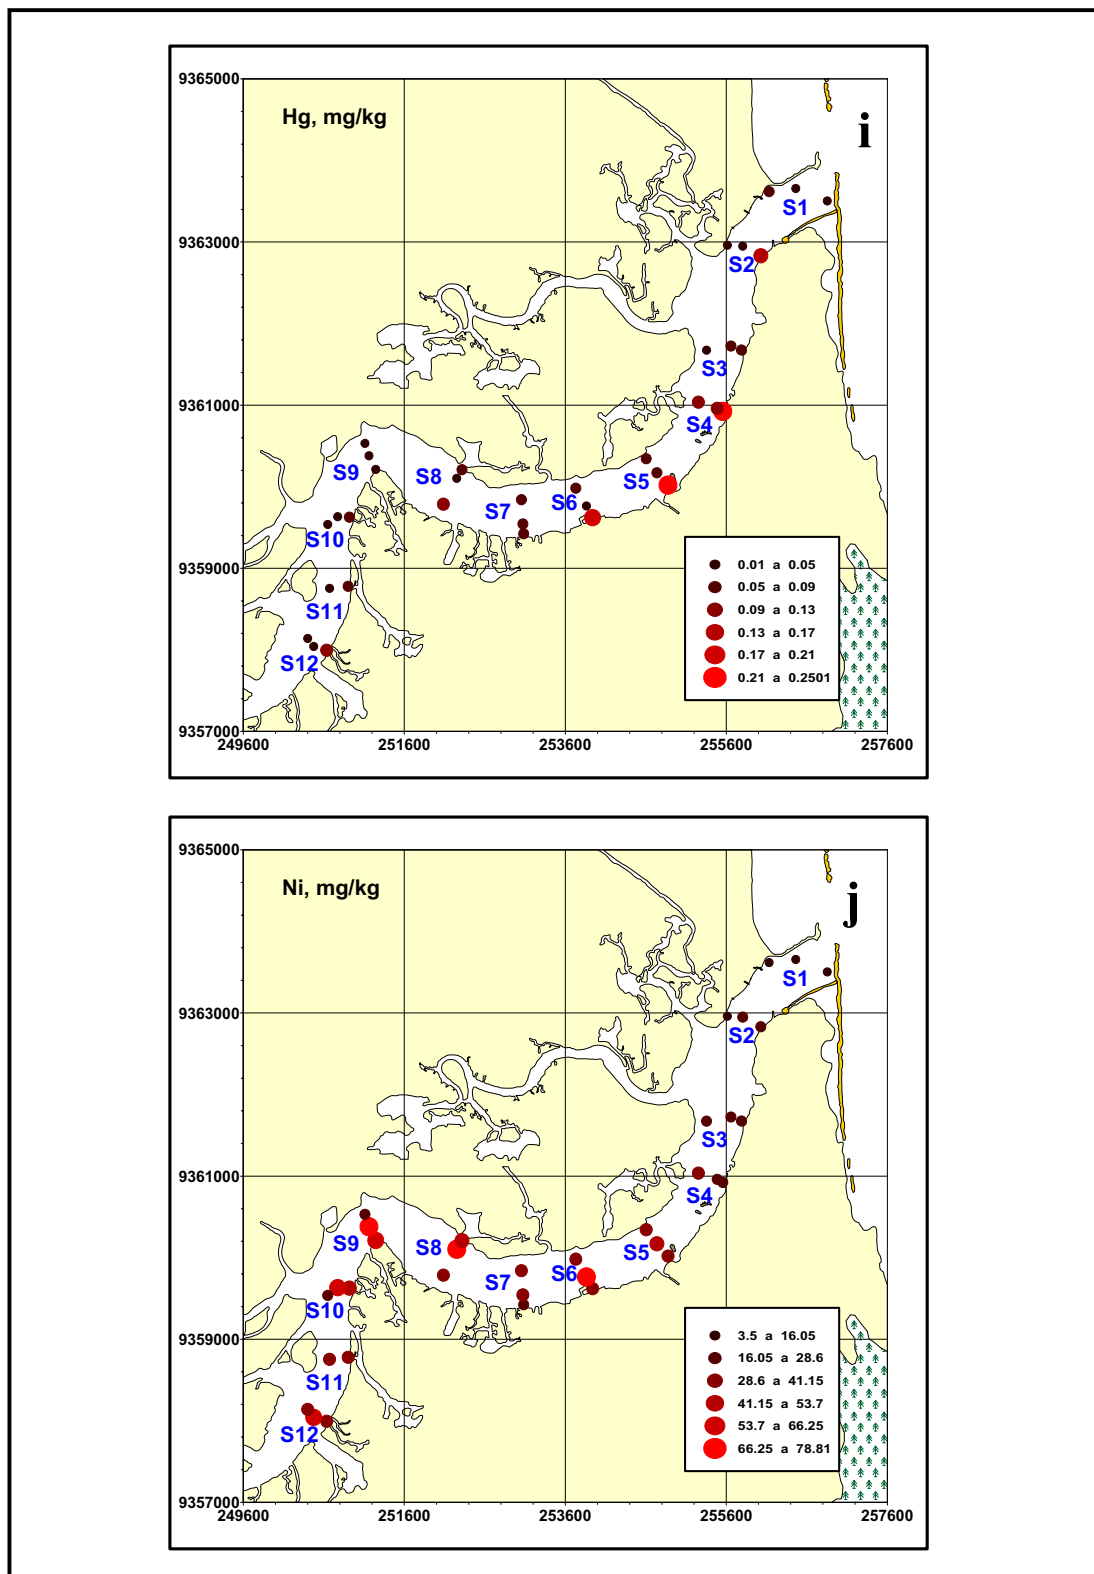 9365000
Hg, mg/kg
i
S1
9363000
S2
S3
9361000
S4
S9
S8
S5
S7
S6
S10
9359000
0.01 a 0.05
0.05 a 0.09
0.09 a 0.13
0.13 a 0.17
0.17 a 0.21
0.21 a 0.2501
S11
S12
9357000
249600 251600 253600 255600 257600
9365000
Ni, mg/kg
j
S1
9363000
S2
S3
9361000
S4
S9
S8
S5
S7
S6
S10
9359000
3.5 a 16.05
16.05 a 28.6
28.6 a 41.15
41.15 a 53.7
53.7 a 66.25
66.25 a 78.81
S11
S12
9357000
249600 251600 253600 255600 257600